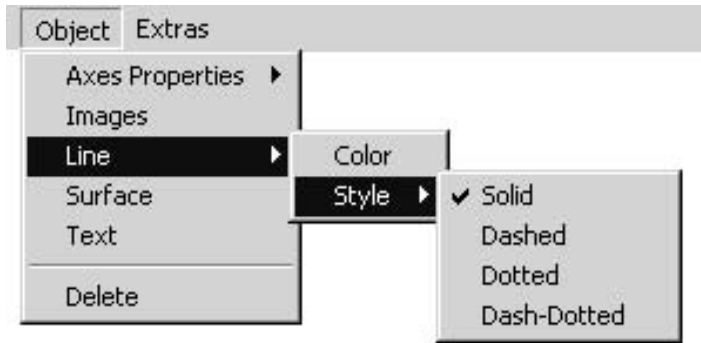 Object Extras
Axes Properties
Images
Line
Surface
Text
Delete
Color
Style
Solid
Dashed
Dotted
Dash-Dotted